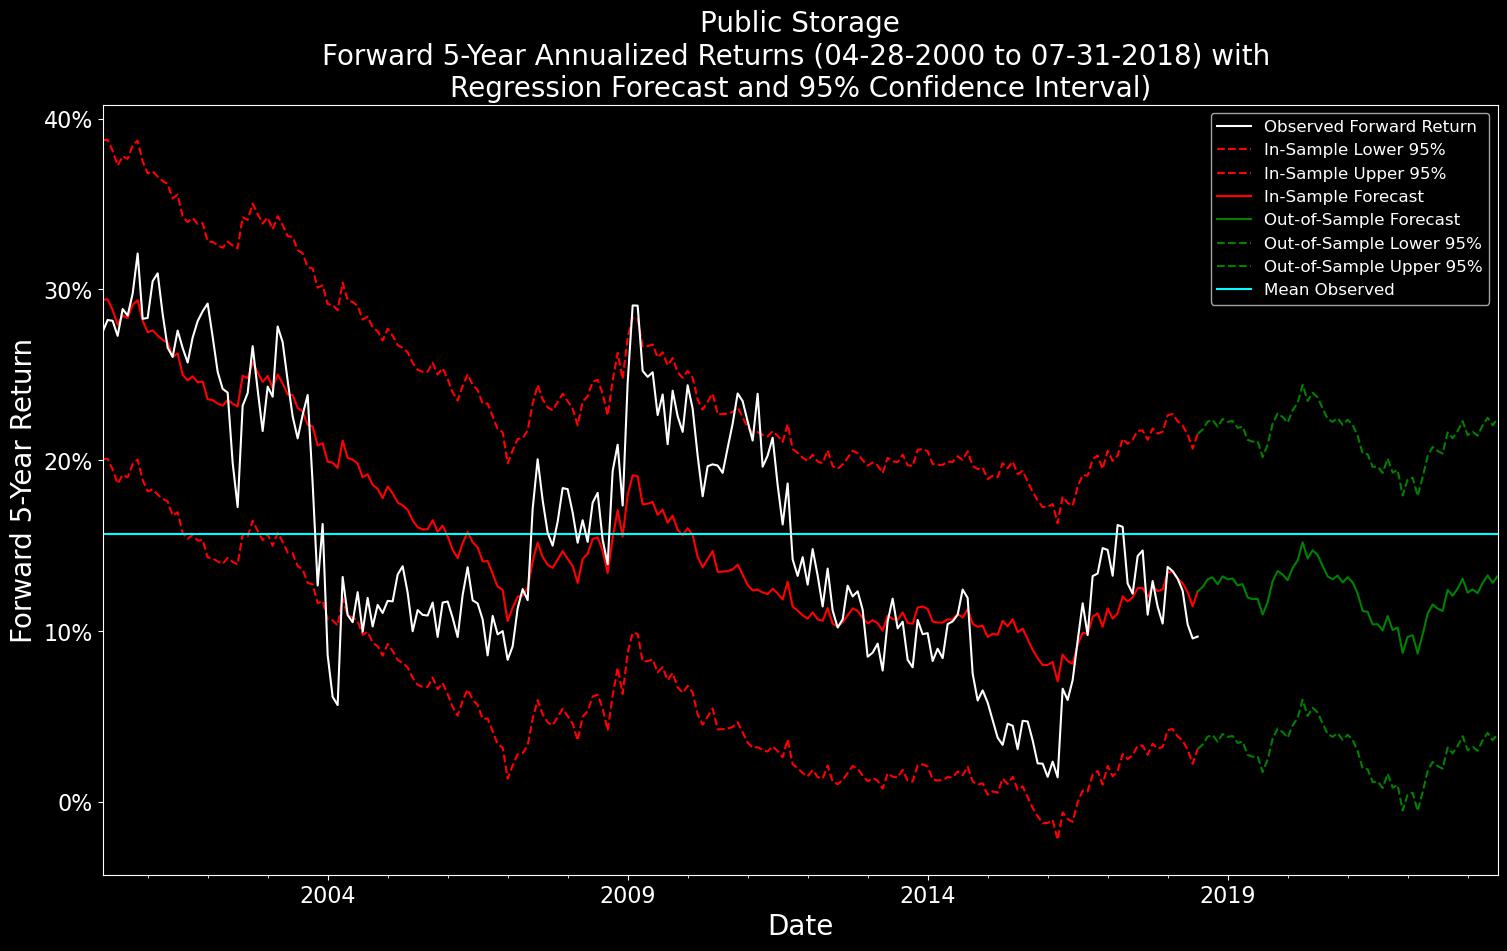 Public Storage
Forward 5-Year Annualized Returns (04-28-2000 to 07-31-2018) with
Regression Forecast and 95% Confidence Interval)
Forward 5-Year Return
40%
30%
20%
10%
0%
Observed Forward Return
In-Sample Lower 95%
In-Sample Upper 95%
In-Sample Forecast
Out-of-Sample Forecast
Out-of-Sample Lower 95%
Out-of-Sample Upper 95%
Mean Observed
2004 2009 2014 2019
Date